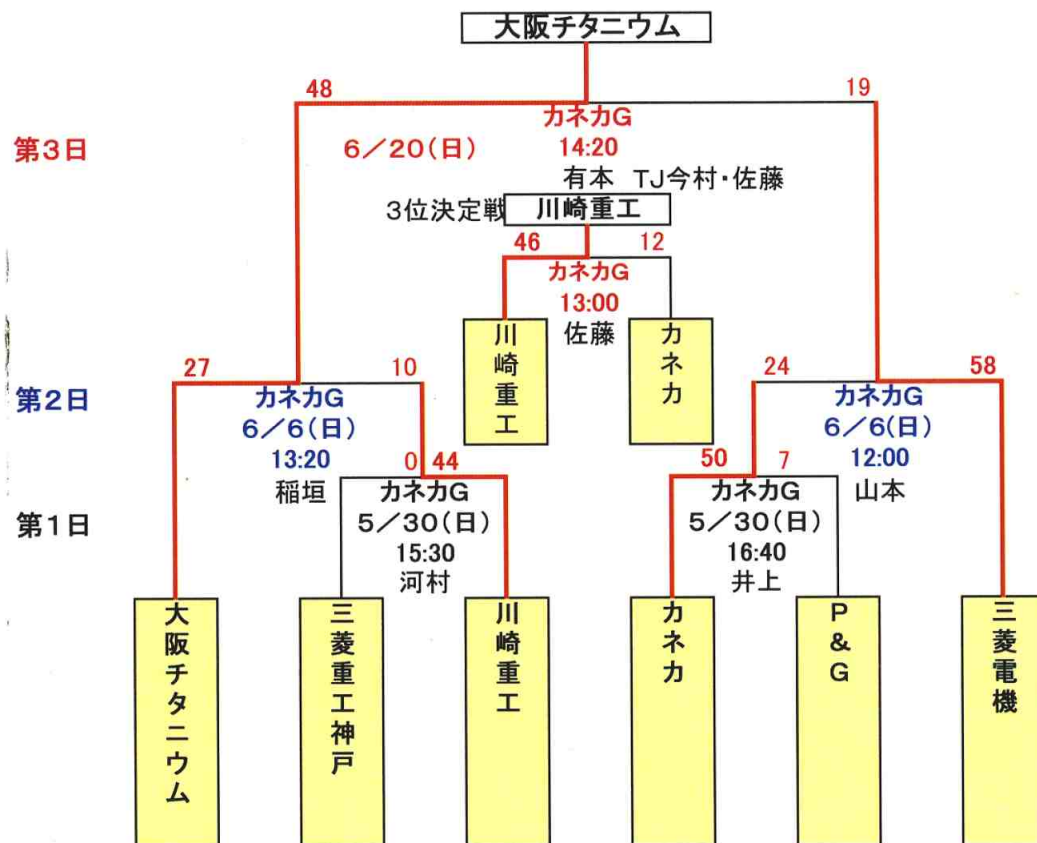 大阪チタニウム
48
19
第3日
6/20(日)
カネカG
14:20
有本 TJ今村・佐藤
3位決定戦
川崎重工
46
12
カネカG
13:00
佐藤
川崎重工
カネカ
27
10
24
58
第2日
カネカG
6/6(日)
13:20
稲垣
カネカG
6/6(日)
12:00
山本
第1日
0
44
カネカG
5/30(日)
15:30
河村
50
7
カネカG
5/30(日)
16:40
井上
大阪チタニウム
三菱重工神戸
川崎重工
カネカ
P&G
三菱電機